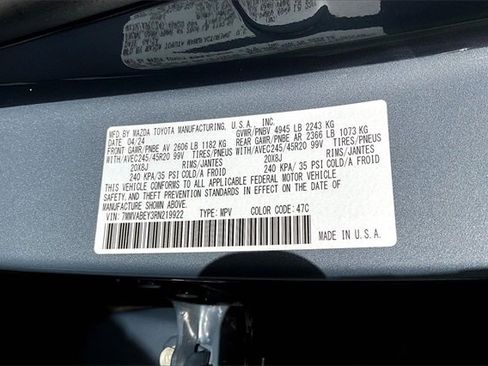 MFD. BY MAZDA TOYOTA MANUFACTURING, U.S.A., INC.
DATE 04/24 GVWR/PNBV 4945 LB 2243 KG
FRONT GAWR/PNBE AV 2606 LB 1182 KG REAR GAWR/PNBE AR 2366 LB 1073 KG
WITH/AVEC245/45R20 99V TIRES/PNEUS WITH/AVEC245/45R20 99V TIRES/PNEUS
20X8J RIMS/JANTES 20X8J RIMS/JANTES
240 KPA/ 35 PSI COLD/A FROID 240 KPA/ 35 PSI COLD/A FROID
THIS VEHICLE CONFORMS TO ALL APPLICABLE FEDERAL MOTOR VEHICLE
SAFETY, AND THEFT PREVENTION STANDARDS IN EFFECT ON THE DATE OF
MANUFACTURE SHOWN ABOVE.
VIN: 7MMVABEY3RN219922 TYPE: MPV COLOR CODE: 47C
MADE IN U.S.A.